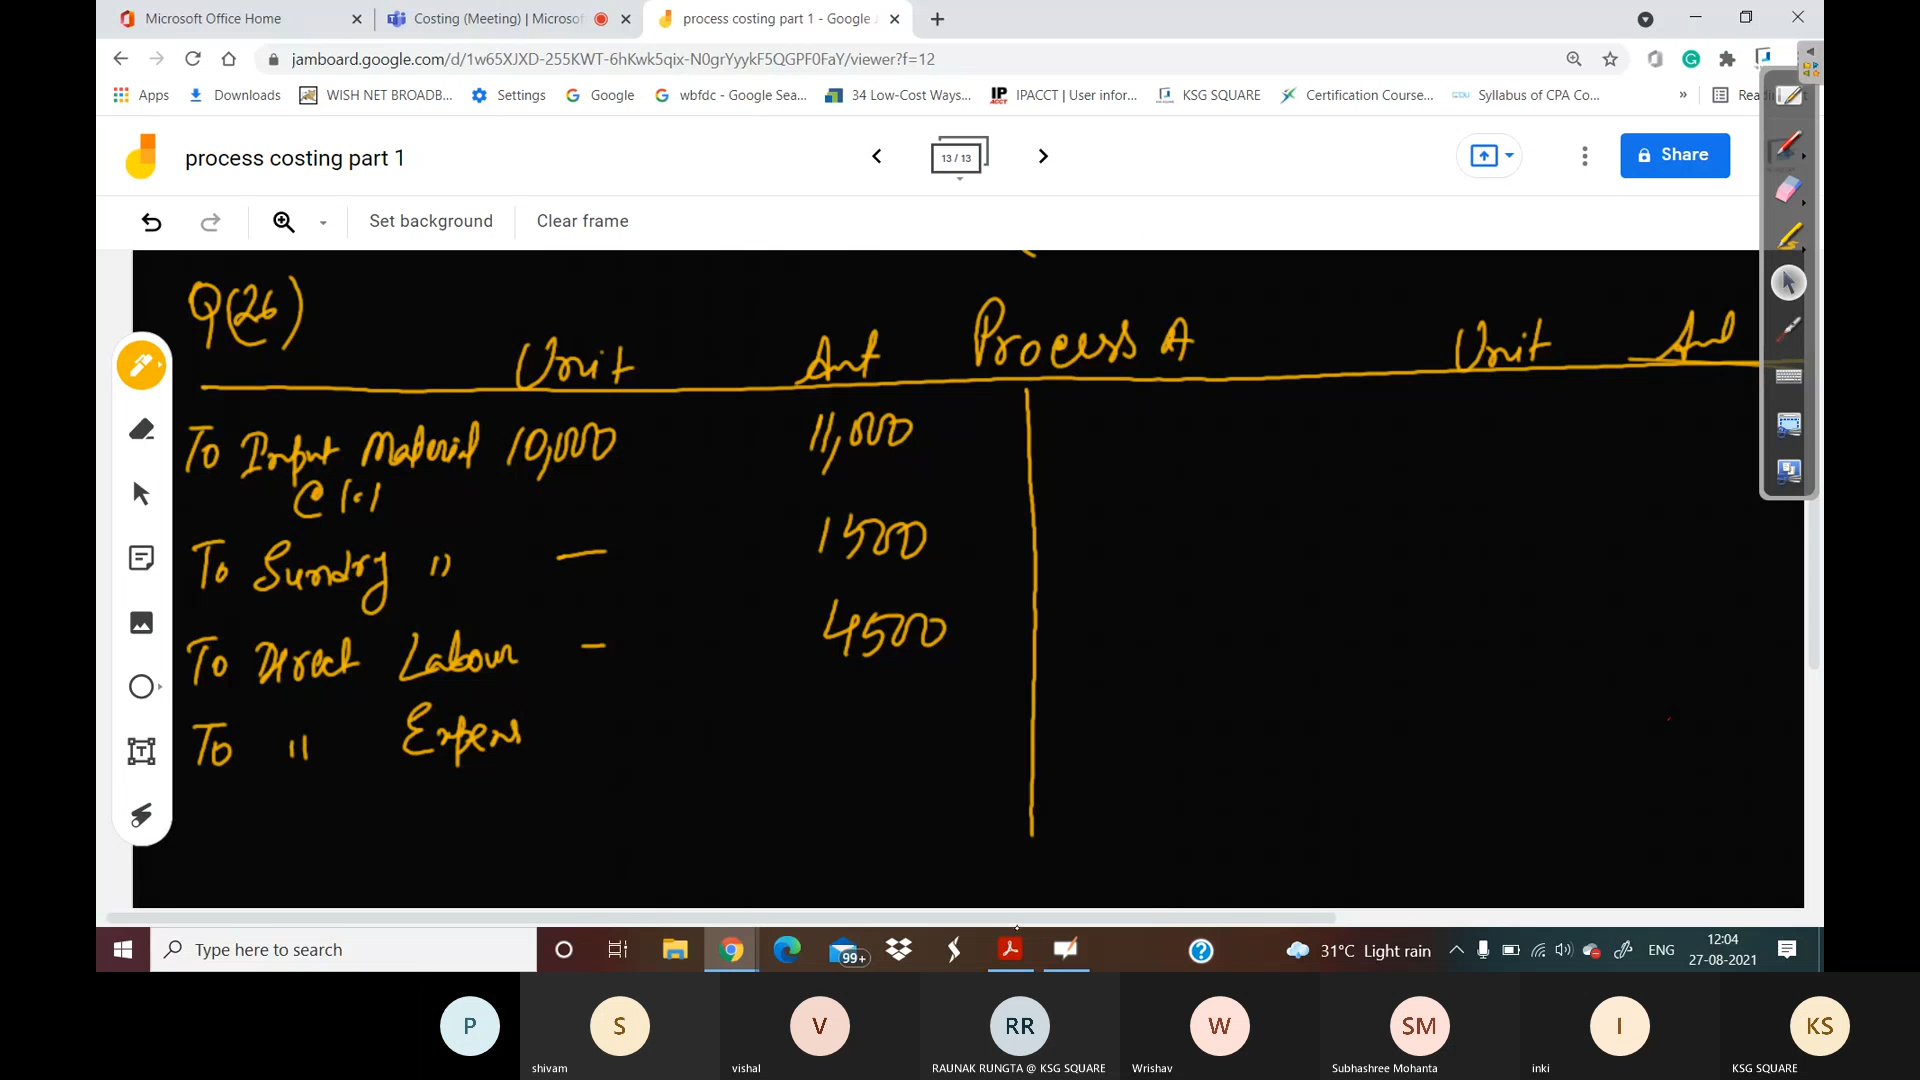 Microsoft Office Home
Costing (Meeting) | Microsof
process costing part 1 - Google J
jamboard.google.com/d/1w65XJXD-255KWT-6hKwk5qix-N0grYyykF5QGPF0FaY/viewer?f=12
Apps Downloads WISH NET BROADB... Settings Google wbfdc - Google Sea... 34 Low-Cost Ways... IP ACCT IPACCT | User infor... KSG SQUARE Certification Course... Syllabus of CPA Co... » Read
process costing part 1
13 / 13
Share
Set background Clear frame
Q(26)
Unit Amt Process A Unit Amt
To Input Material 10,000 11,000
@ 1.1
To Sundry " — 1500
To Direct Labour - 4500
To " Expens
Type here to search
99+
31°C Light rain
ENG
12:04
27-08-2021
P S V RR W SM I KS
shivam vishal RAUNAK RUNGTA @ KSG SQUARE Wrishav Subhashree Mohanta inki KSG SQUARE